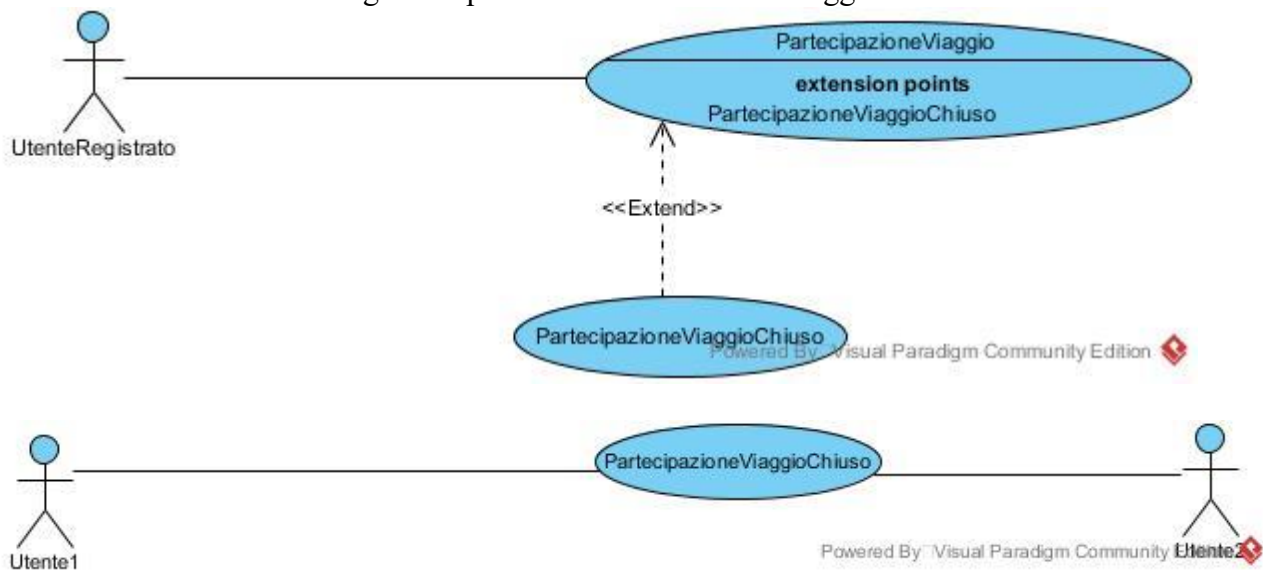 PartecipazioneViaggio
extension points
PartecipazioneViaggioChiuso
UtenteRegistrato
<<Extend>>
PartecipazioneViaggioChiuso
Powered By Visual Paradigm Community Edition
PartecipazioneViaggioChiuso
Utente1
Powered By Visual Paradigm Community
Utente2